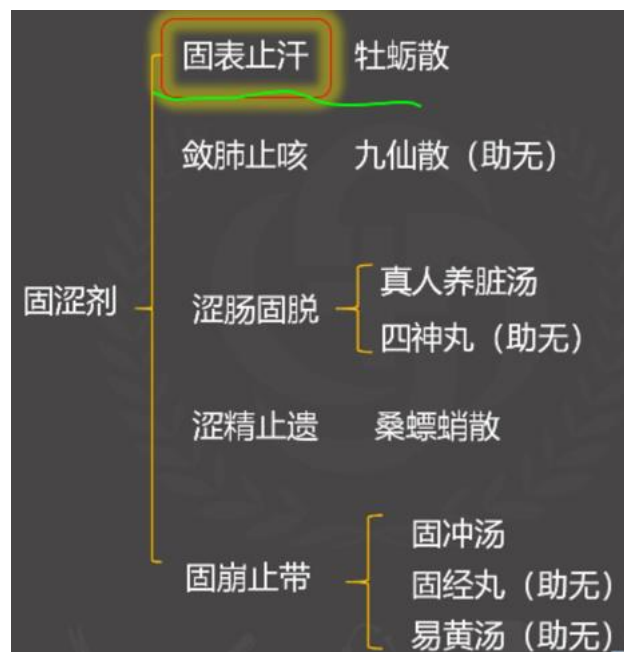 固表止汗 牡蛎散
敛肺止咳 九仙散（助无）
固涩剂
涩肠固脱
真人养脏汤
四神丸（助无）
涩精止遗 桑螵蛸散
固崩止带
固冲汤
固经丸（助无）
易黄汤（助无）